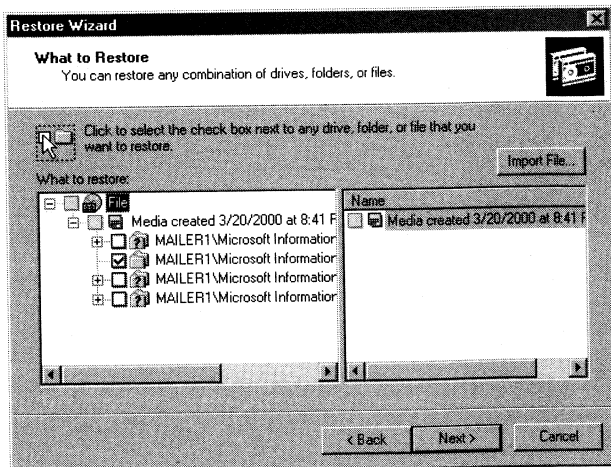 Restore Wizard
What to Restore
You can restore any combination of drives, folders, or files.
Click to select the check box next to any drive, folder, or file that you
want to restore.
Import File...
What to restore:
File
Media created 3/20/2000 at 8:41 F
MAILER1\Microsoft Information
MAILER1\Microsoft Information
MAILER1\Microsoft Information
MAILER1\Microsoft Information
Name
Media created 3/20/2000 at 8:41 F
< Back
Next >
Cancel